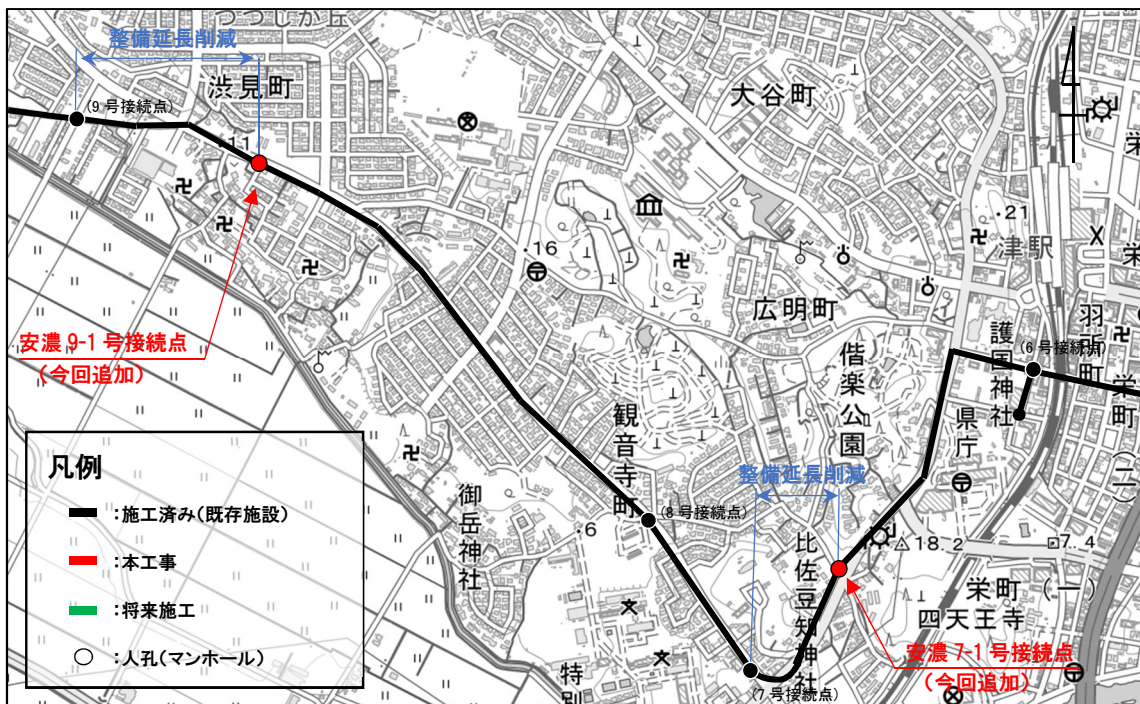 つつじが丘
整備延長削減
渋見町
大谷町
(9号接続点)
11
.21
津駅
栄
栄
.16
広明町
羽所町
護国神社
(6号接続点)
安濃9-1号接続点
(今回追加)
偕楽公園
県庁
栄町(二)
観音寺町
整備延長削減
凡例
:施工済み(既存施設)
:本工事
:将来施工
:人孔(マンホール)
御岳神社
.6
(8号接続点)
比佐豆知神社
18.2
7.4
栄町(一)
四天王寺
安濃7-1号接続点
(今回追加)
特別
(7号接続点)